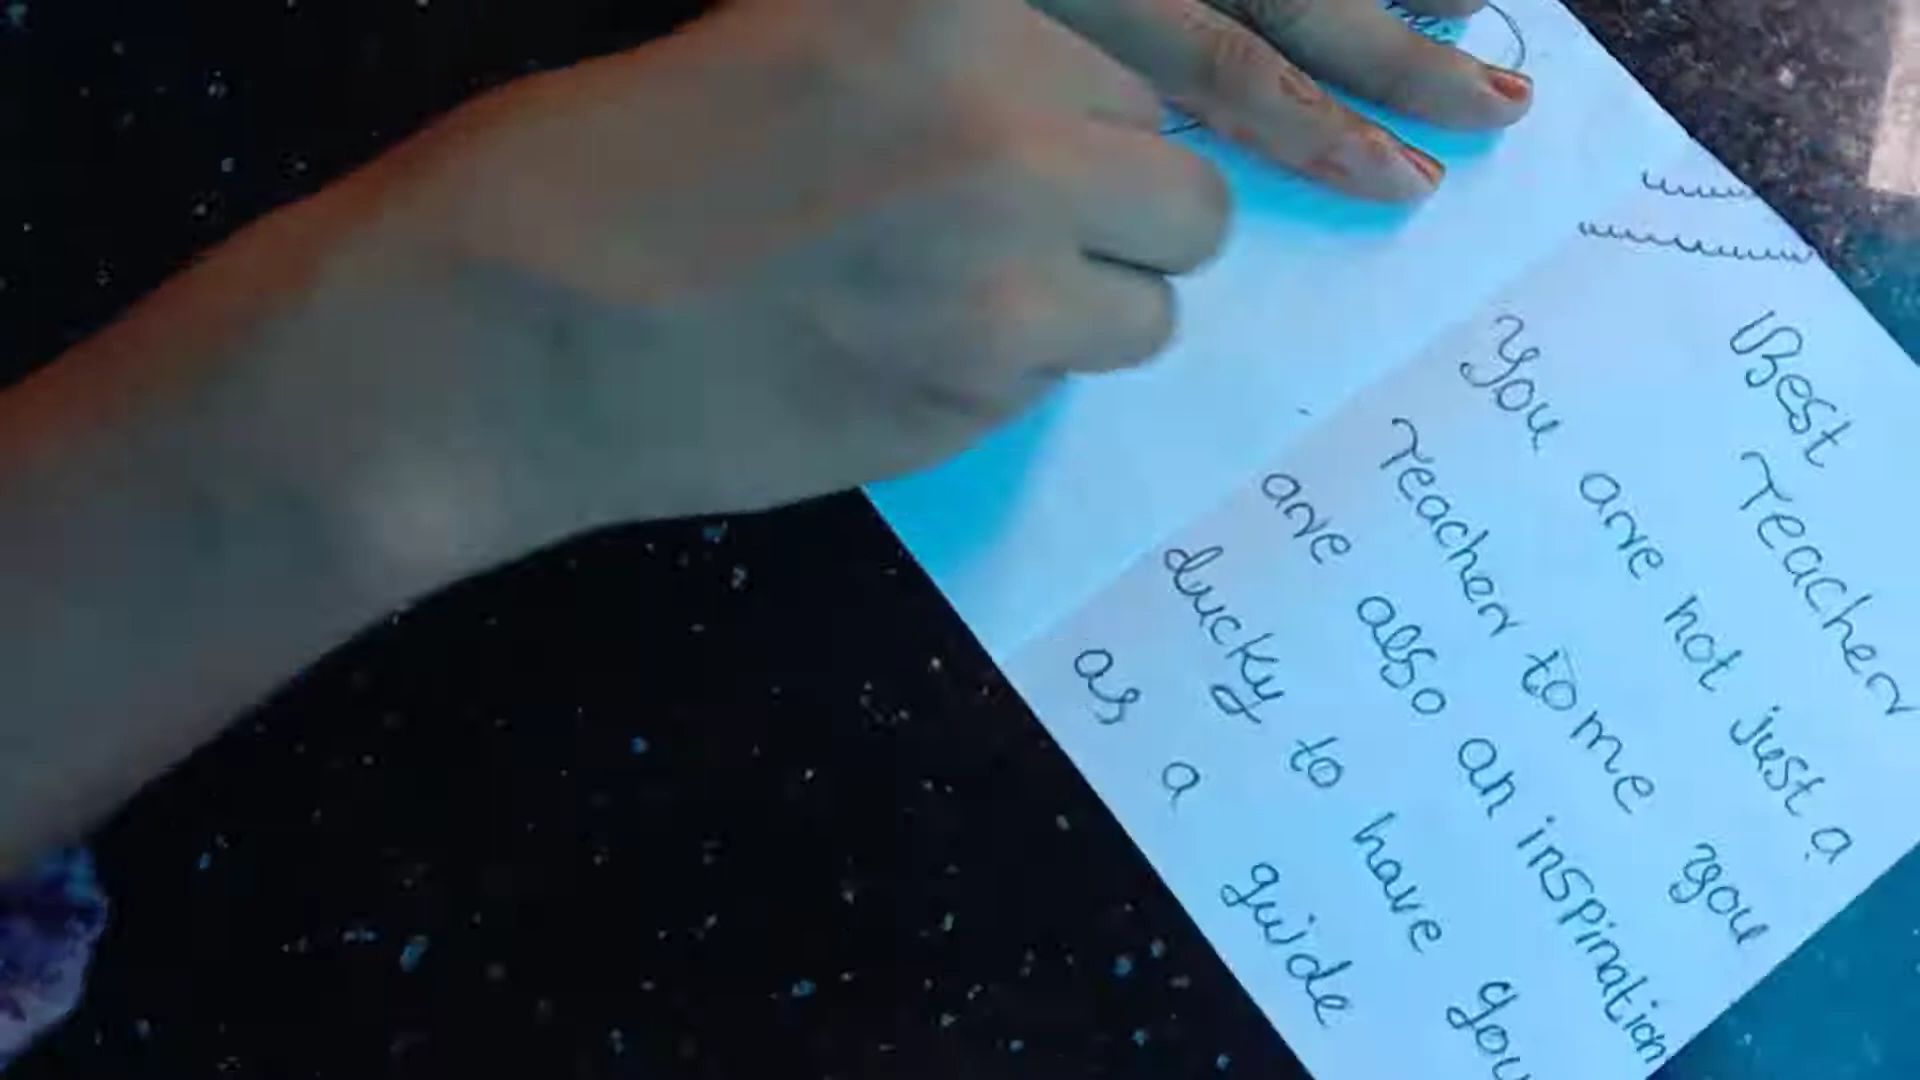 Best Teacher
You are not just a
Teacher to me you
are also an inspiration
ducky to have you
as a guide